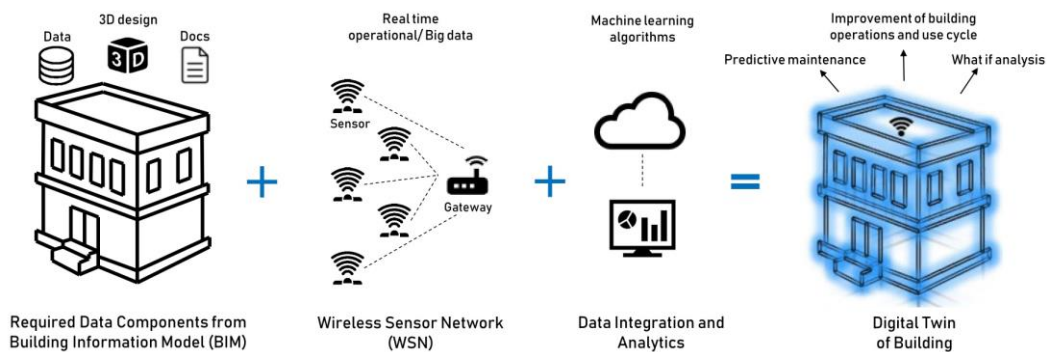 3D design
Data
3D
Docs
Required Data Components from
Building Information Model (BIM)
Real time
operational/ Big data
Sensor
Gateway
Wireless Sensor Network
(WSN)
Machine learning
algorithms
Data Integration and
Analytics
Improvement of building
operations and use cycle
Predictive maintenance
What if analysis
Digital Twin
of Building